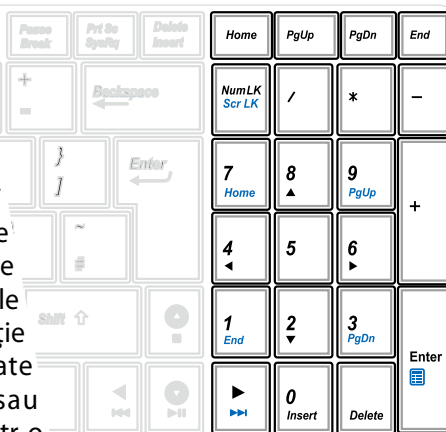 Pause Break Prt Sc SysRq Delete Insert Home PgUp PgDn End
+ = Backspace NumLK Scr LK / * −
} ] Enter 7 Home 8 ▲ 9 PgUp +
e ~ 4 ◄ 5 6 ►
e
le
Shift ⇧ 1 End 2 ▼ 3 PgDn Enter
ție
ate
sau ► 0 Insert Delete
tr-o